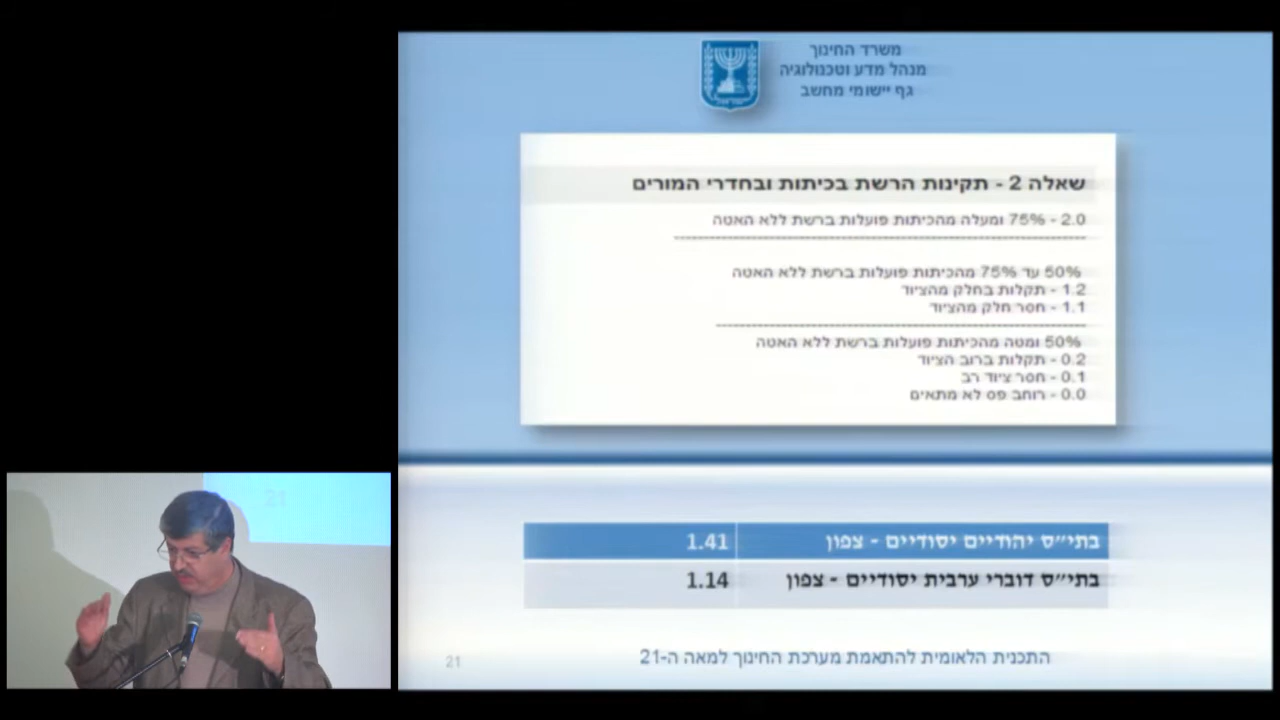 משרד החינוך
מנהל מדע וטכנולוגיה
גף יישומי מחשב
ישראל
שאלה 2 - תקינות הרשת בכיתות ובחדרי המורים
2.0 - 75% ומעלה מהכיתות פועלות ברשת ללא האטה
50% עד 75% מהכיתות פועלות ברשת ללא האטה
1.2 - תקלות בחלק מהציוד
1.1 - חסר חלק מהציוד
50% ומטה מהכיתות פועלות ברשת ללא האטה
0.2 - תקלות ברוב הציוד
0.1 - חסר ציוד רב
0.0 - רוחב פס לא מתאים
בתי״ס יהודיים יסודיים - צפון 1.41
בתי״ס דוברי ערבית יסודיים - צפון 1.14
התכנית הלאומית להתאמת מערכת החינוך למאה ה-21
21
21